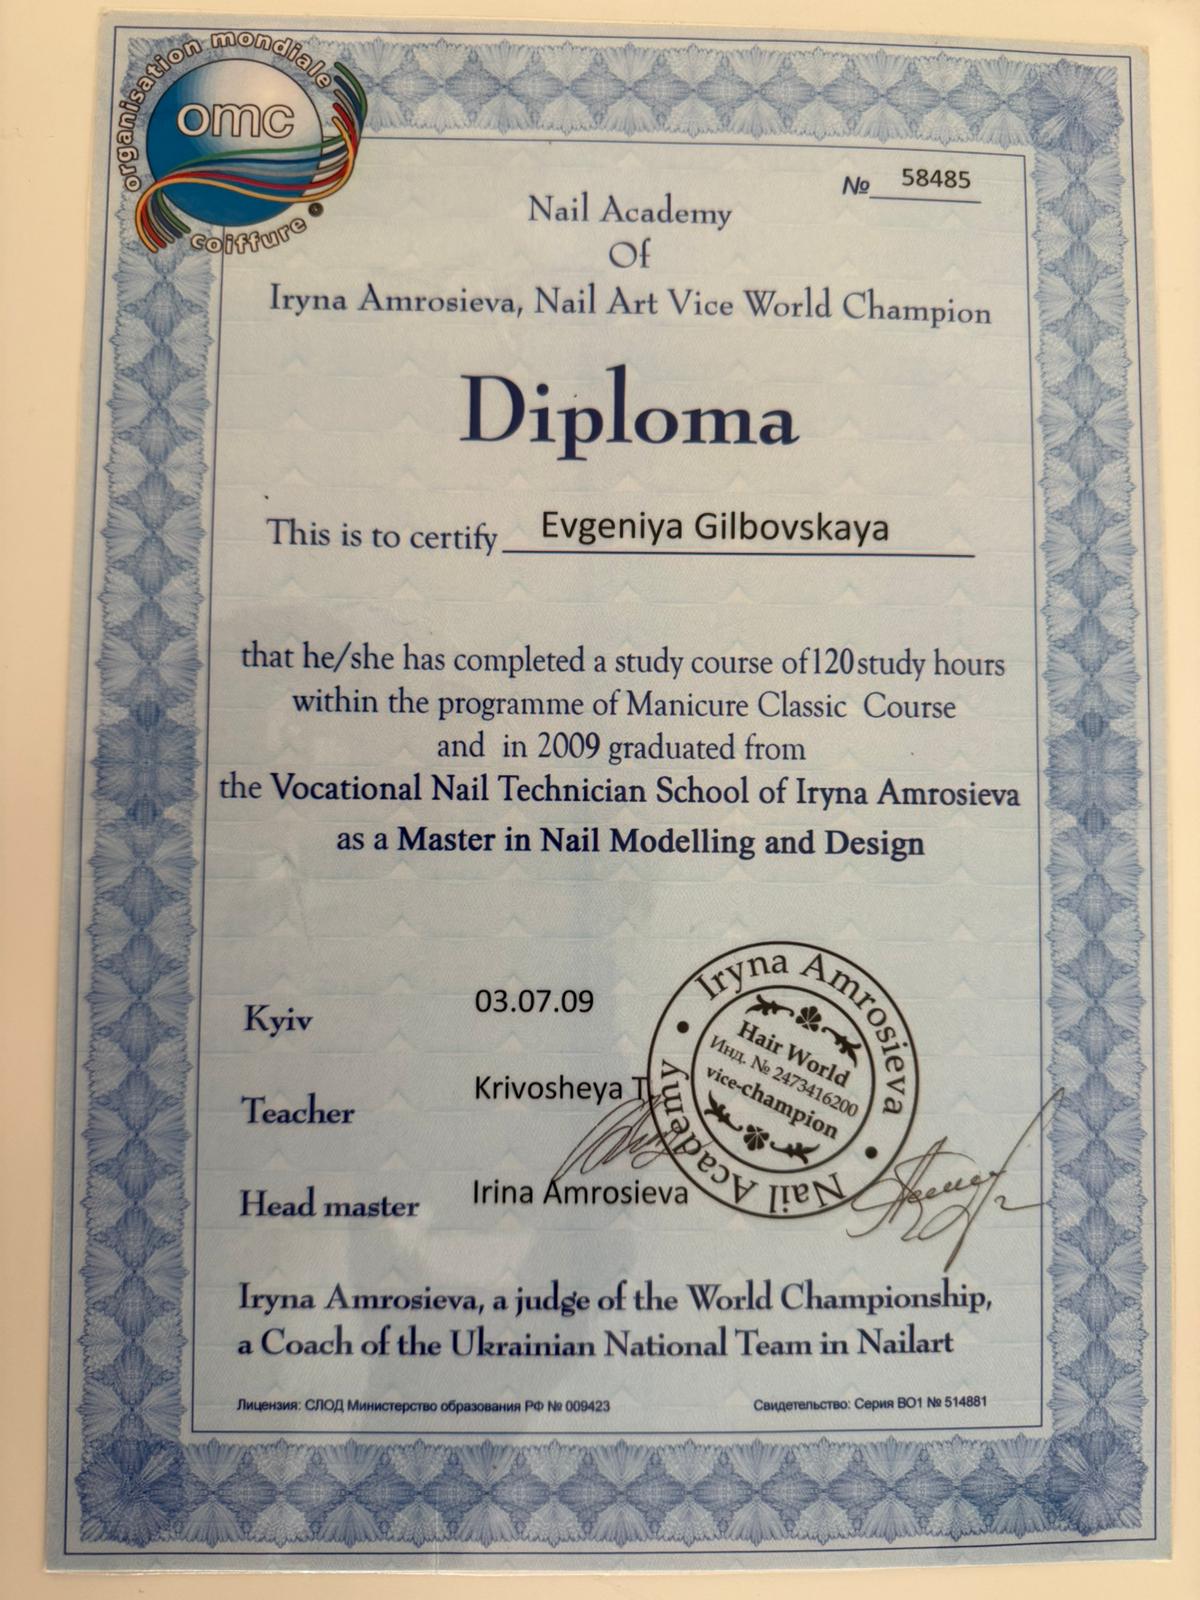 organisation mondiale
omc
coiffure
№ 58485
Nail Academy
Of
Iryna Amrosieva, Nail Art Vice World Champion
Diploma
This is to certify Evgeniya Gilbovskaya
that he/she has completed a study course of 120 study hours
within the programme of Manicure Classic Course
and in 2009 graduated from
the Vocational Nail Technician School of Iryna Amrosieva
as a Master in Nail Modelling and Design
Kyiv 03.07.09
Teacher Krivosheya T
Head master Irina Amrosieva
Iryna Amrosieva
Nail Academy
Hair World
Инд. № 2473416200
vice-champion
Iryna Amrosieva, a judge of the World Championship,
a Coach of the Ukrainian National Team in Nailart
Лицензия: СЛОД Министерство образования РФ № 009423 Свидетельство: Серия ВО1 № 514881